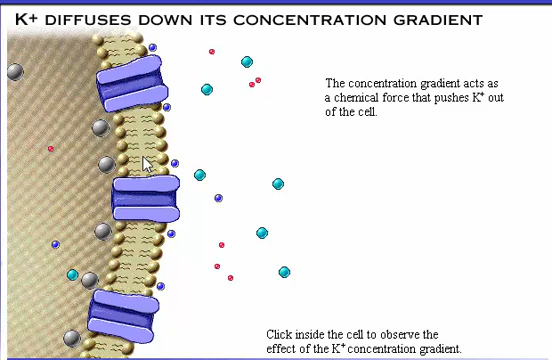 K+ DIFFUSES DOWN ITS CONCENTRATION GRADIENT
The concentration gradient acts as
a chemical force that pushes K+ out
of the cell.
Click inside the cell to observe the
effect of the K+ concentration gradient.